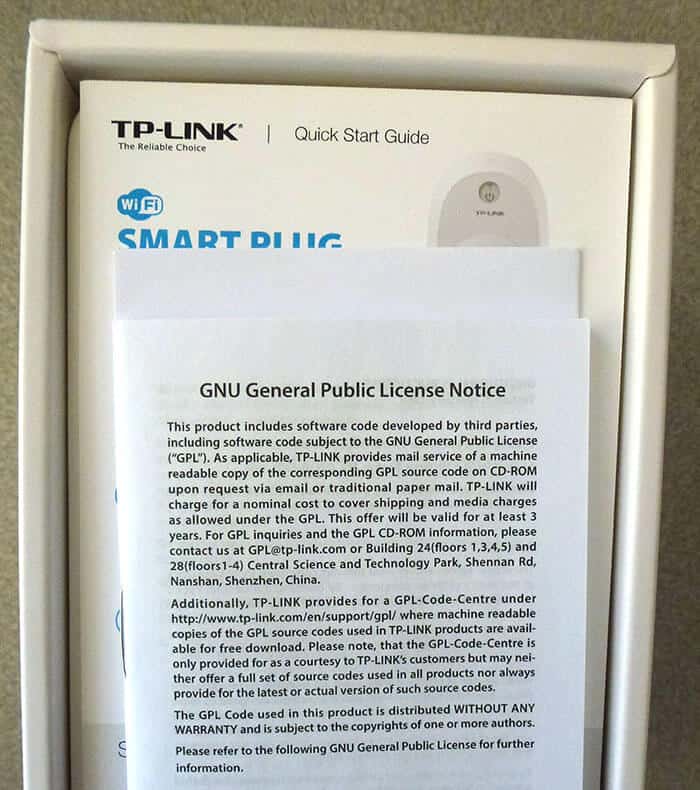 TP-LINK® | Quick Start Guide
The Reliable Choice
TP-LINK
WiFi
SMART PLUG
GNU General Public License Notice
This product includes software code developed by third parties,
including software code subject to the GNU General Public License
(“GPL”). As applicable, TP-LINK provides mail service of a machine
readable copy of the corresponding GPL source code on CD-ROM
upon request via email or traditional paper mail. TP-LINK will
charge for a nominal cost to cover shipping and media charges
as allowed under the GPL. This offer will be valid for at least 3
years. For GPL inquiries and the GPL CD-ROM information, please
contact us at GPL@tp-link.com or Building 24(floors 1,3,4,5) and
28(floors1-4) Central Science and Technology Park, Shennan Rd,
Nanshan, Shenzhen, China.
Additionally, TP-LINK provides for a GPL-Code-Centre under
http://www.tp-link.com/en/support/gpl/ where machine readable
copies of the GPL source codes used in TP-LINK products are avail-
able for free download. Please note, that the GPL-Code-Centre is
only provided for as a courtesy to TP-LINK’s customers but may nei-
ther offer a full set of source codes used in all products nor always
provide for the latest or actual version of such source codes.
The GPL Code used in this product is distributed WITHOUT ANY
WARRANTY and is subject to the copyrights of one or more authors.
Please refer to the following GNU General Public License for further
information.